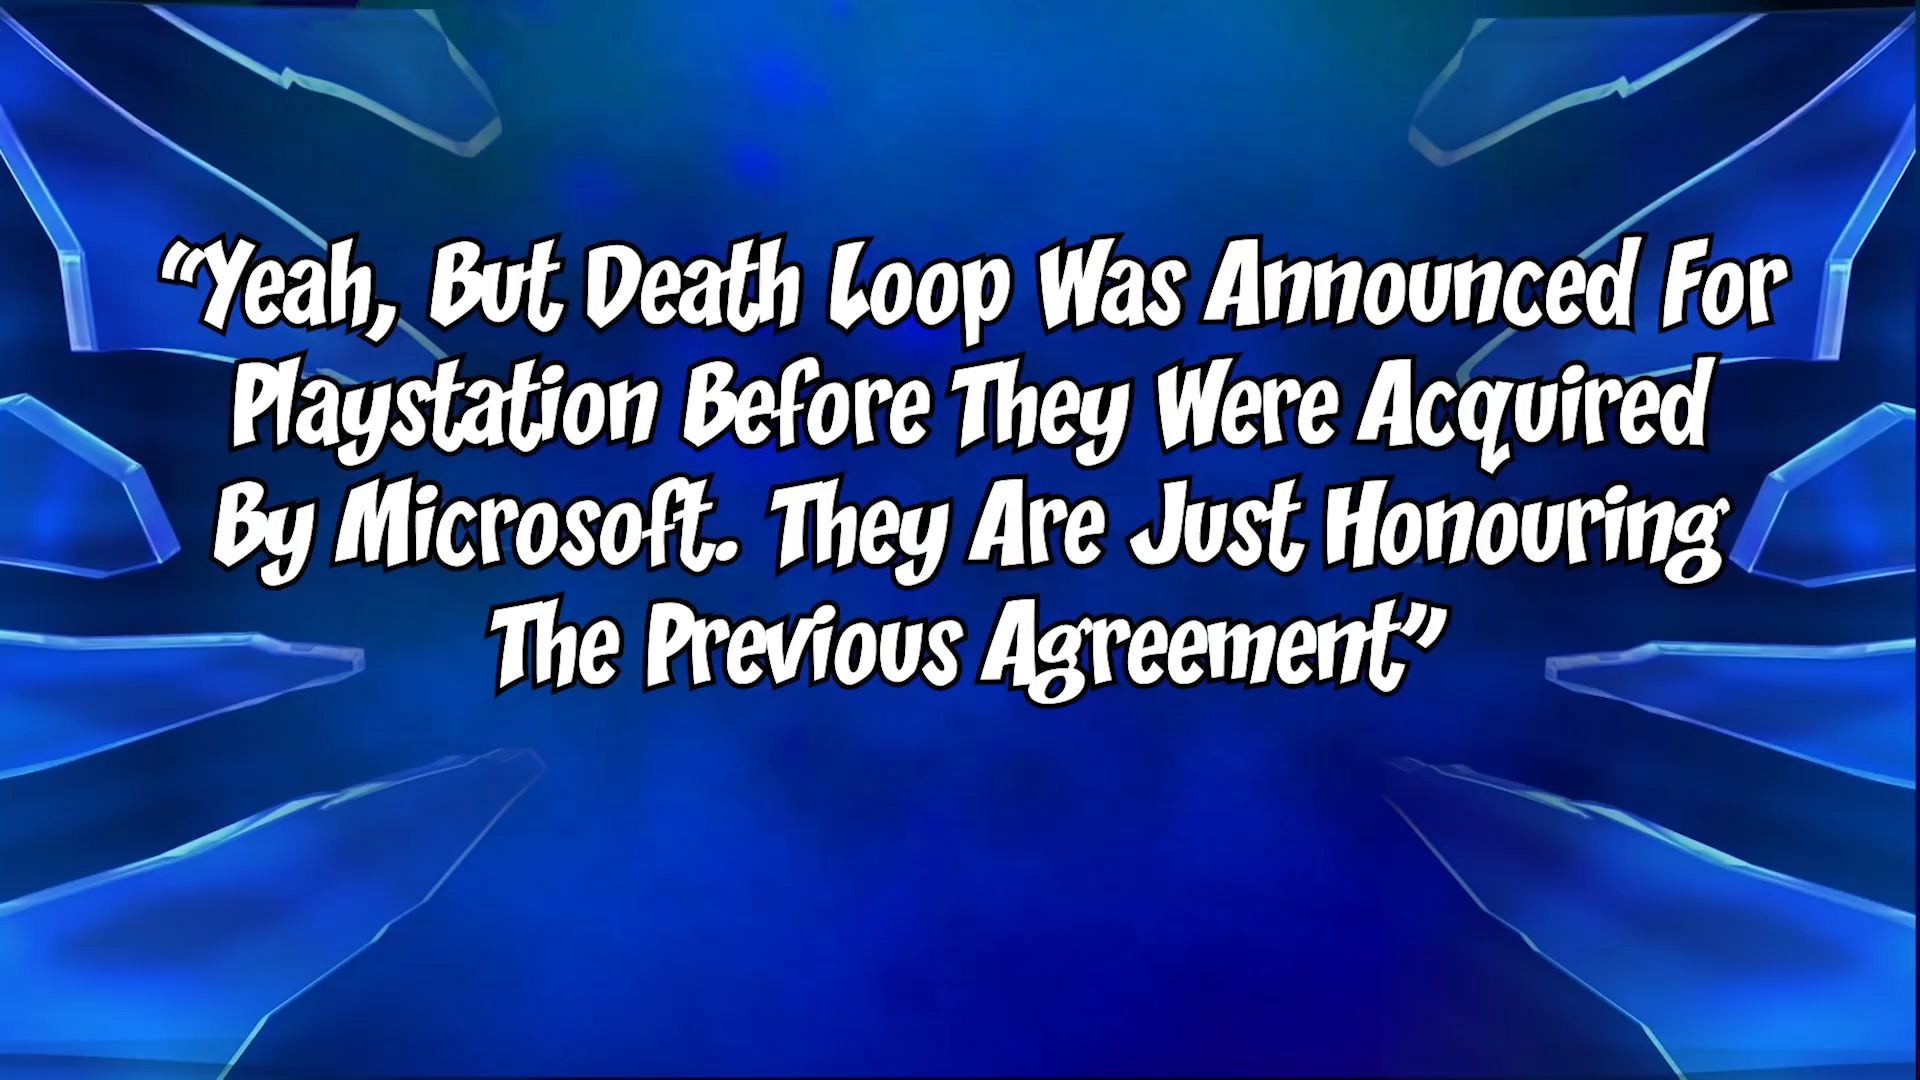 “Yeah, But Death Loop Was Announced For
Playstation Before They Were Acquired
By Microsoft. They Are Just Honouring
The Previous Agreement”